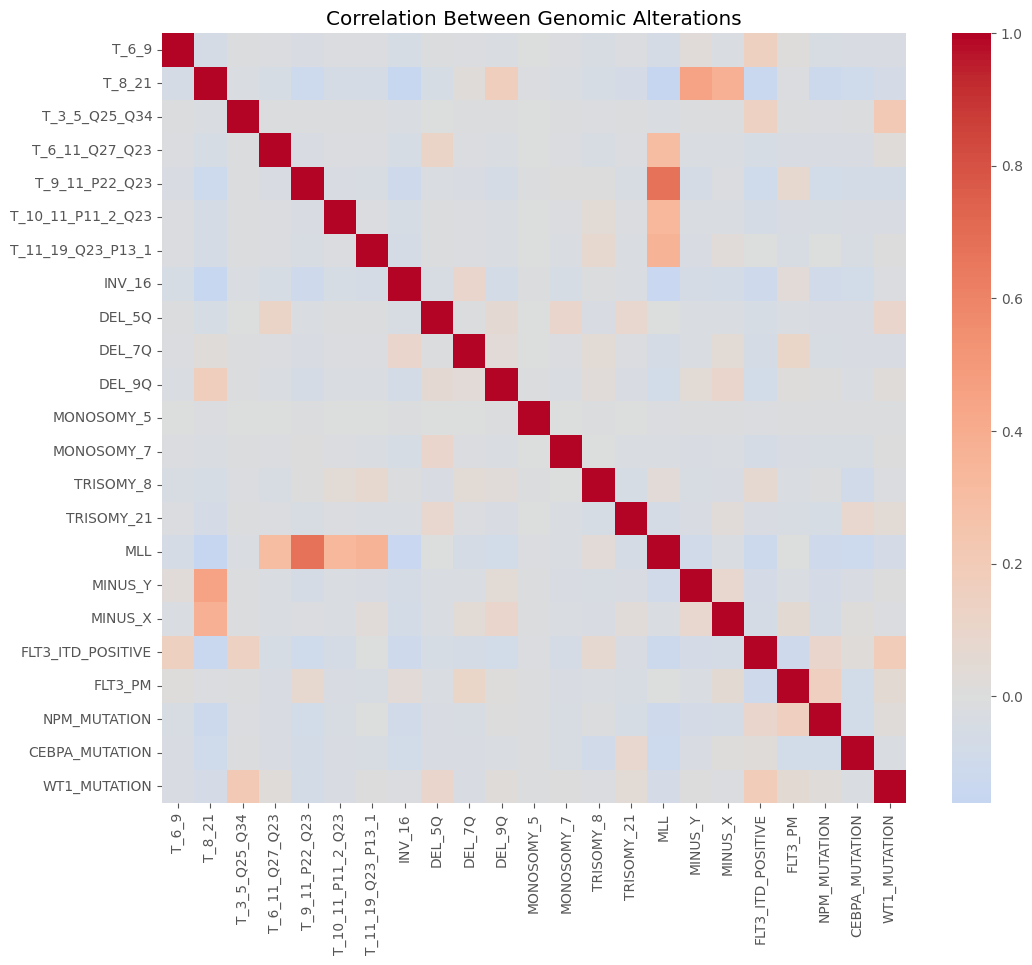 Correlation Between Genomic Alterations
T_6_9
T_8_21
T_3_5_Q25_Q34
T_6_11_Q27_Q23
T_9_11_P22_Q23
T_10_11_P11_2_Q23
T_11_19_Q23_P13_1
INV_16
DEL_5Q
DEL_7Q
DEL_9Q
MONOSOMY_5
MONOSOMY_7
TRISOMY_8
TRISOMY_21
MLL
MINUS_Y
MINUS_X
FLT3_ITD_POSITIVE
FLT3_PM
NPM_MUTATION
CEBPA_MUTATION
WT1_MUTATION
T_6_9
T_8_21
T_3_5_Q25_Q34
T_6_11_Q27_Q23
T_9_11_P22_Q23
T_10_11_P11_2_Q23
T_11_19_Q23_P13_1
INV_16
DEL_5Q
DEL_7Q
DEL_9Q
MONOSOMY_5
MONOSOMY_7
TRISOMY_8
TRISOMY_21
MLL
MINUS_Y
MINUS_X
FLT3_ITD_POSITIVE
FLT3_PM
NPM_MUTATION
CEBPA_MUTATION
WT1_MUTATION
1.0
0.8
0.6
0.4
0.2
0.0